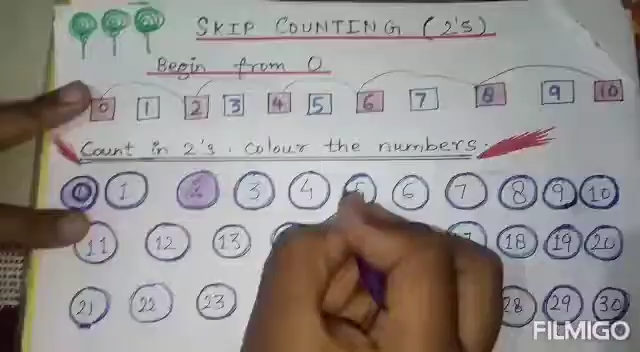 SKIP COUNTING (2's)
Begin from 0
0 1 2 3 4 5 6 7 8 9 10
Count in 2's. Colour the numbers.
0 1 2 3 4 5 6 7 8 9 10
11 12 13 18 19 20
21 22 23 28 29 30
FILMIGO